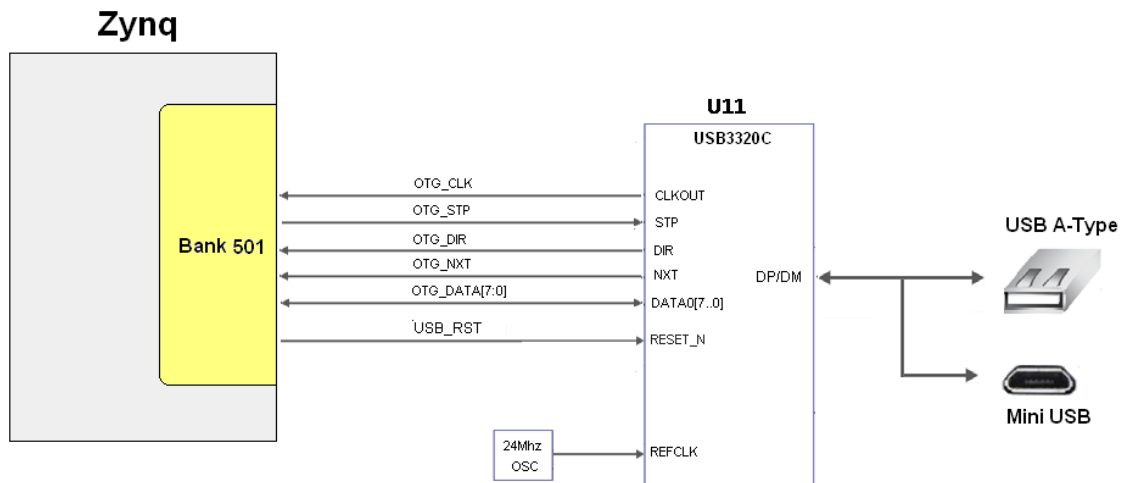 Zynq
Bank 501
OTG_CLK
OTG_STP
OTG_DIR
OTG_NXT
OTG_DATA[7:0]
USB_RST
U11
USB3320C
CLKOUT
STP
DIR
NXT
DATA0[7..0]
RESET_N
REFCLK
DP/DM
24Mhz
OSC
USB A-Type
Mini USB